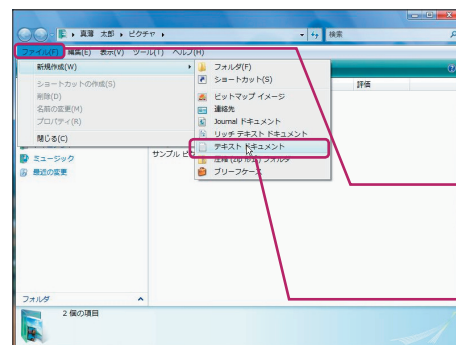 真薄 太郎 ▸ ピクチャ ▸
検索
ファイル(F) 編集(E) 表示(V) ツール(T) ヘルプ(H)
新規作成(W)
ショートカットの作成(S)
削除(D)
名前の変更(M)
プロパティ(R)
閉じる(C)
フォルダ(F)
ショートカット(S)
ビットマップ イメージ
連絡先
Journal ドキュメント
リッチ テキスト ドキュメント
テキスト ドキュメント
圧縮 (zip 形式) フォルダ
ブリーフケース
評価
ミュージック
最近の変更
サンプル ピ
フォルダ
2 個の項目